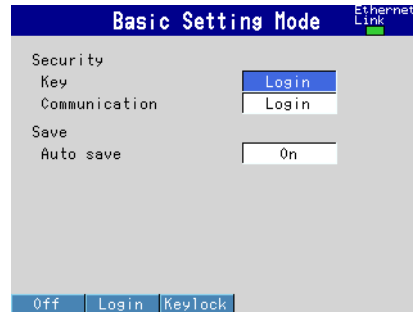 Basic Setting Mode
Ethernet
Link
Security
Key Login
Communication Login
Save
Auto save On
Off Login Keylock